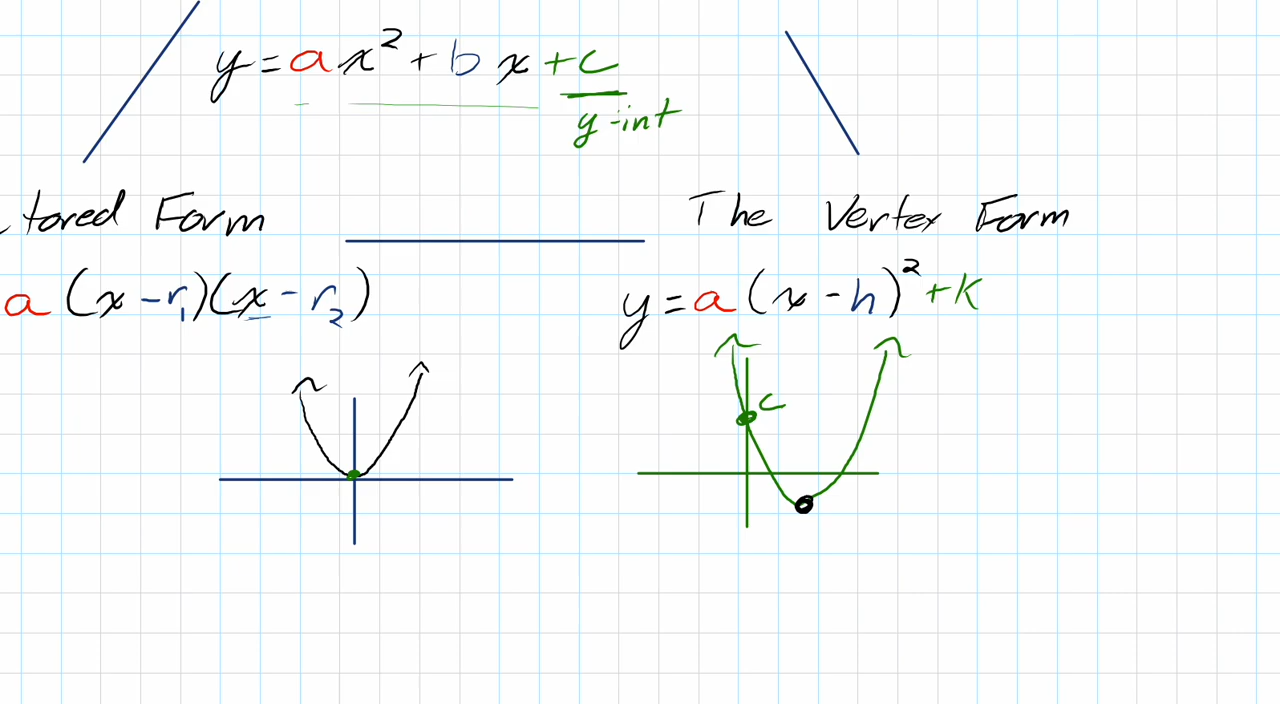 y = ax² + bx + c
y-int
tored Form
The Vertex Form
a(x - r₁)(x - r₂)
y = a(x - h)² + k
c